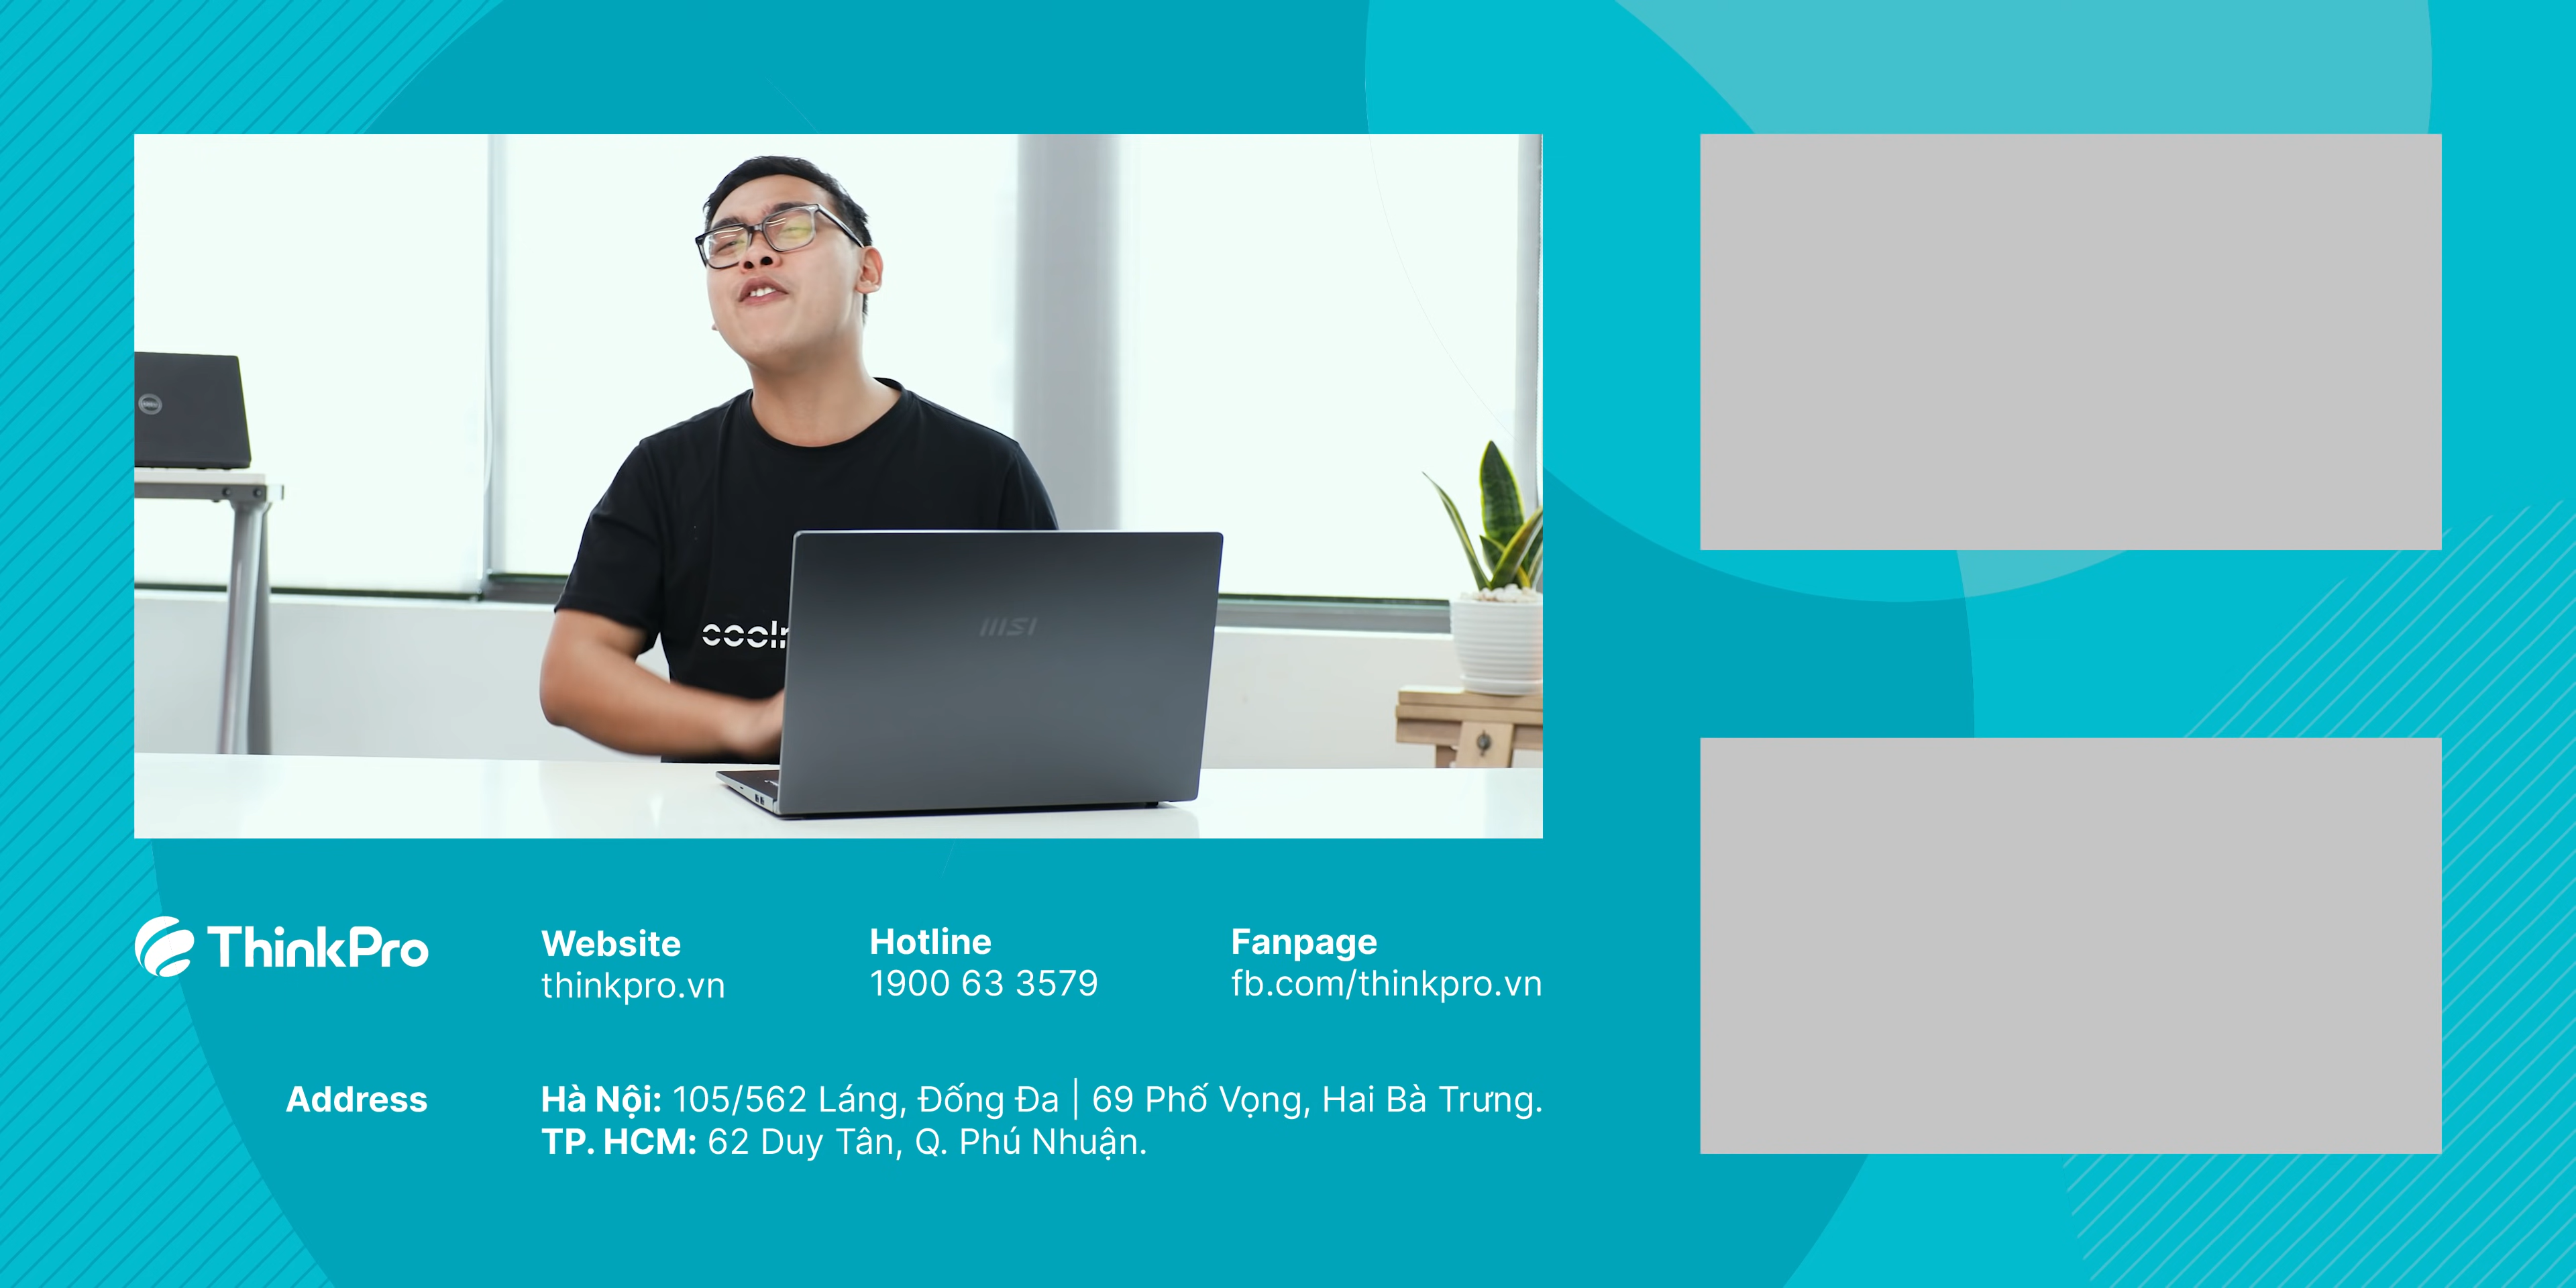 msi
ThinkPro
Website
thinkpro.vn
Hotline
1900 63 3579
Fanpage
fb.com/thinkpro.vn
Address
Hà Nội: 105/562 Láng, Đống Đa | 69 Phố Vọng, Hai Bà Trưng.
TP. HCM: 62 Duy Tân, Q. Phú Nhuận.